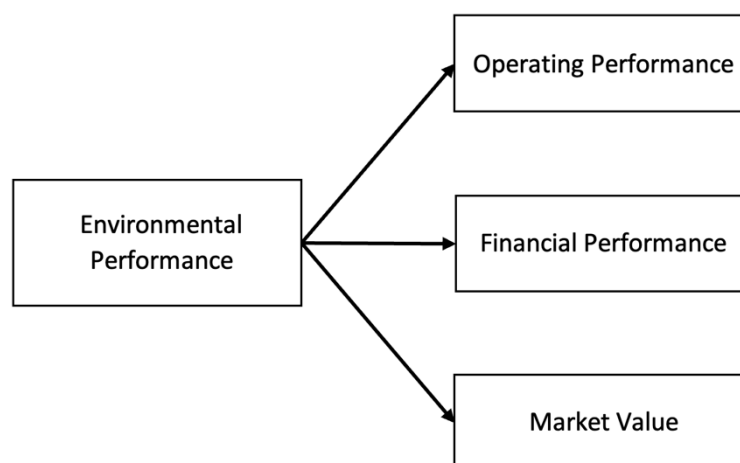 Operating Performance
Environmental
Performance
Financial Performance
Market Value